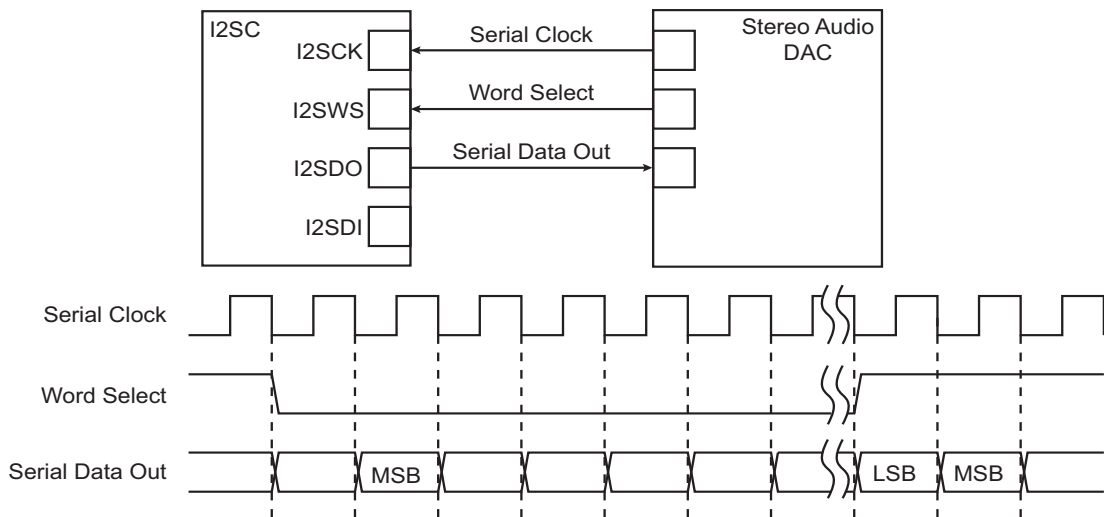 I2SC
Stereo Audio
DAC
I2SCK
Serial Clock
I2SWS
Word Select
I2SDO
Serial Data Out
I2SDI
Serial Clock
Word Select
Serial Data Out
MSB
LSB
MSB